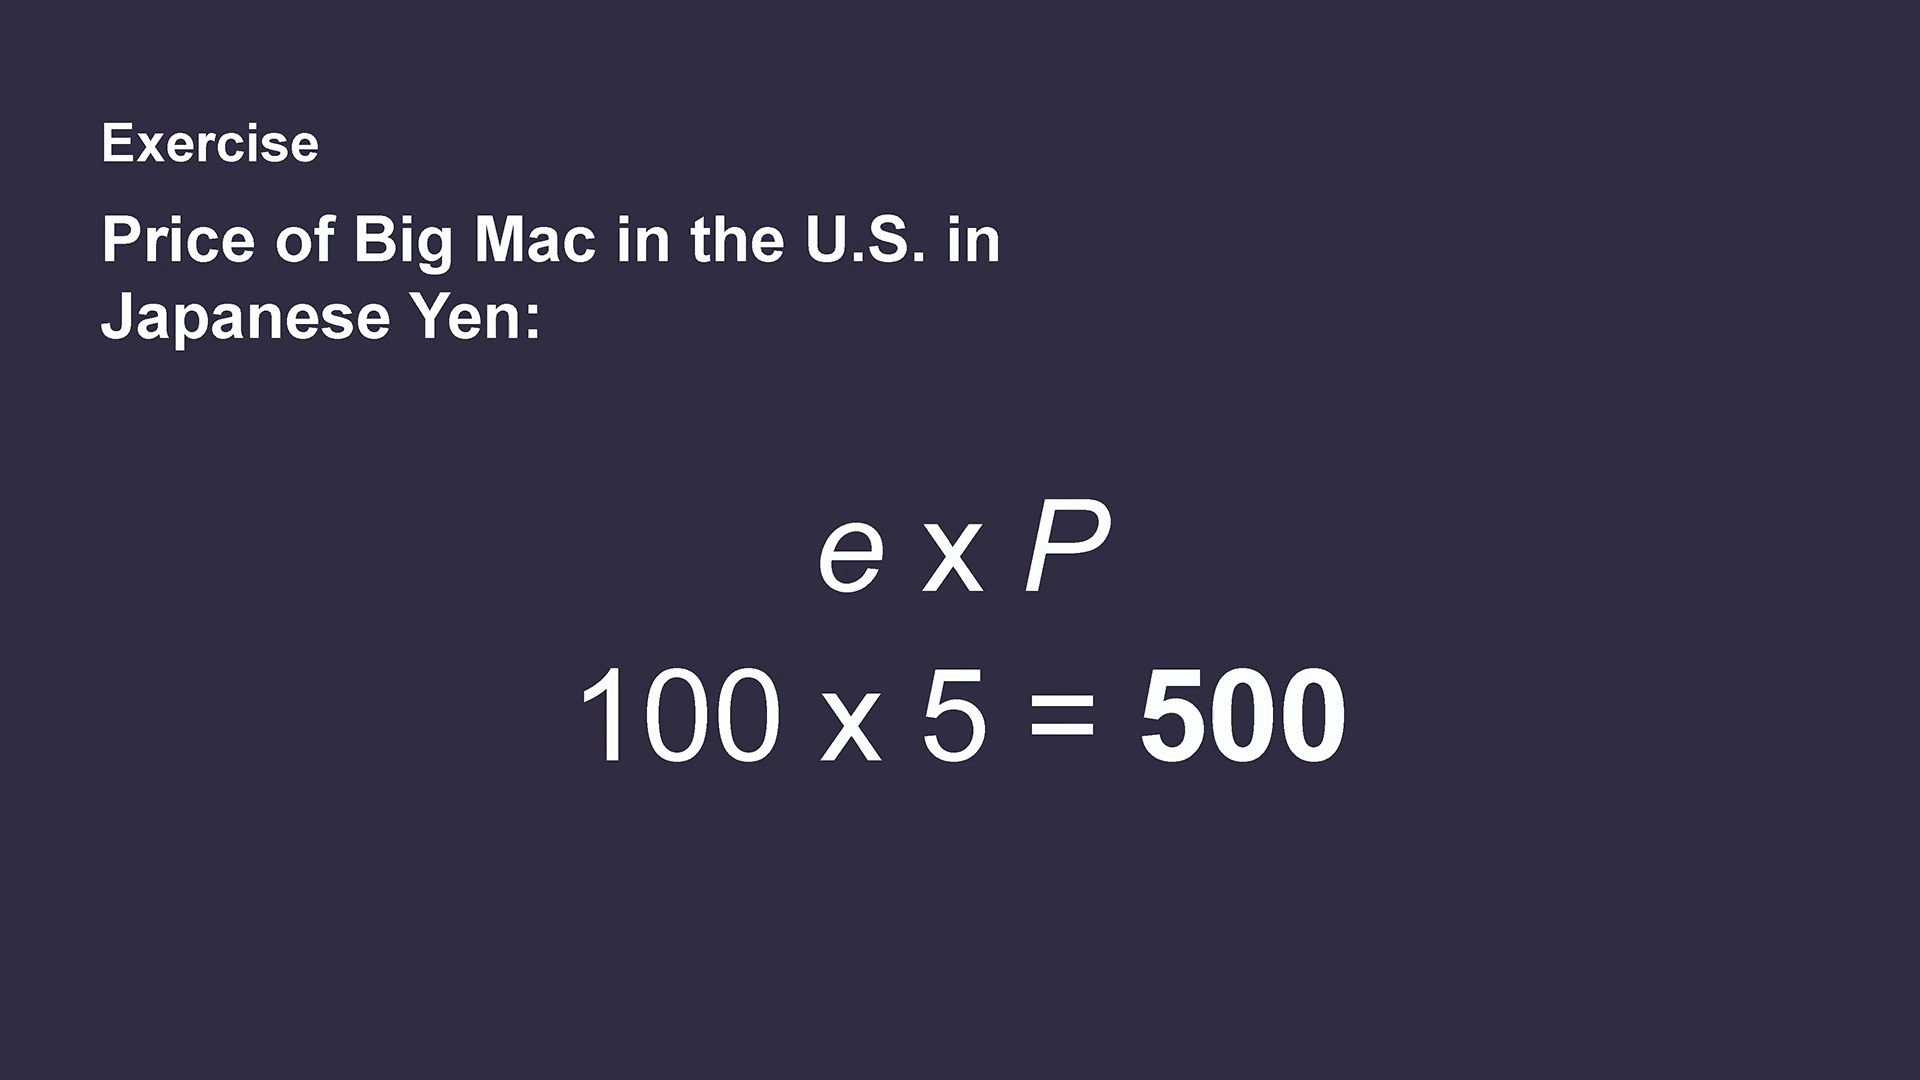 Exercise
Price of Big Mac in the U.S. in
Japanese Yen:
e x P
100 x 5 = 500